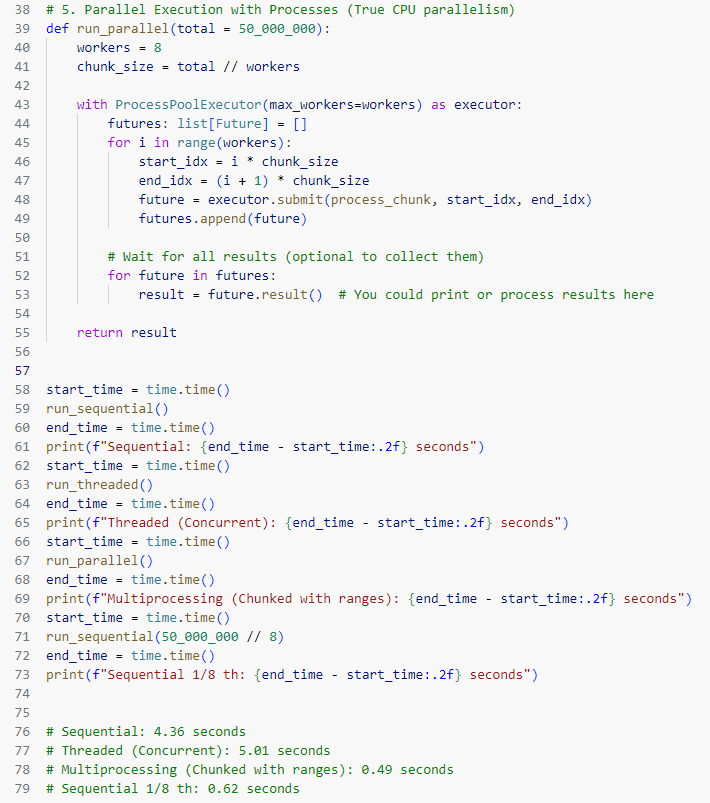 38 # 5. Parallel Execution with Processes (True CPU parallelism)
39 def run_parallel(total = 50_000_000):
40     workers = 8
41     chunk_size = total // workers
42
43     with ProcessPoolExecutor(max_workers=workers) as executor:
44         futures: list[Future] = []
45         for i in range(workers):
46             start_idx = i * chunk_size
47             end_idx = (i + 1) * chunk_size
48             future = executor.submit(process_chunk, start_idx, end_idx)
49             futures.append(future)
50
51         # Wait for all results (optional to collect them)
52         for future in futures:
53             result = future.result()  # You could print or process results here
54
55     return result
56
57
58 start_time = time.time()
59 run_sequential()
60 end_time = time.time()
61 print(f"Sequential: {end_time - start_time:.2f} seconds")
62 start_time = time.time()
63 run_threaded()
64 end_time = time.time()
65 print(f"Threaded (Concurrent): {end_time - start_time:.2f} seconds")
66 start_time = time.time()
67 run_parallel()
68 end_time = time.time()
69 print(f"Multiprocessing (Chunked with ranges): {end_time - start_time:.2f} seconds")
70 start_time = time.time()
71 run_sequential(50_000_000 // 8)
72 end_time = time.time()
73 print(f"Sequential 1/8 th: {end_time - start_time:.2f} seconds")
74
75
76 # Sequential: 4.36 seconds
77 # Threaded (Concurrent): 5.01 seconds
78 # Multiprocessing (Chunked with ranges): 0.49 seconds
79 # Sequential 1/8 th: 0.62 seconds